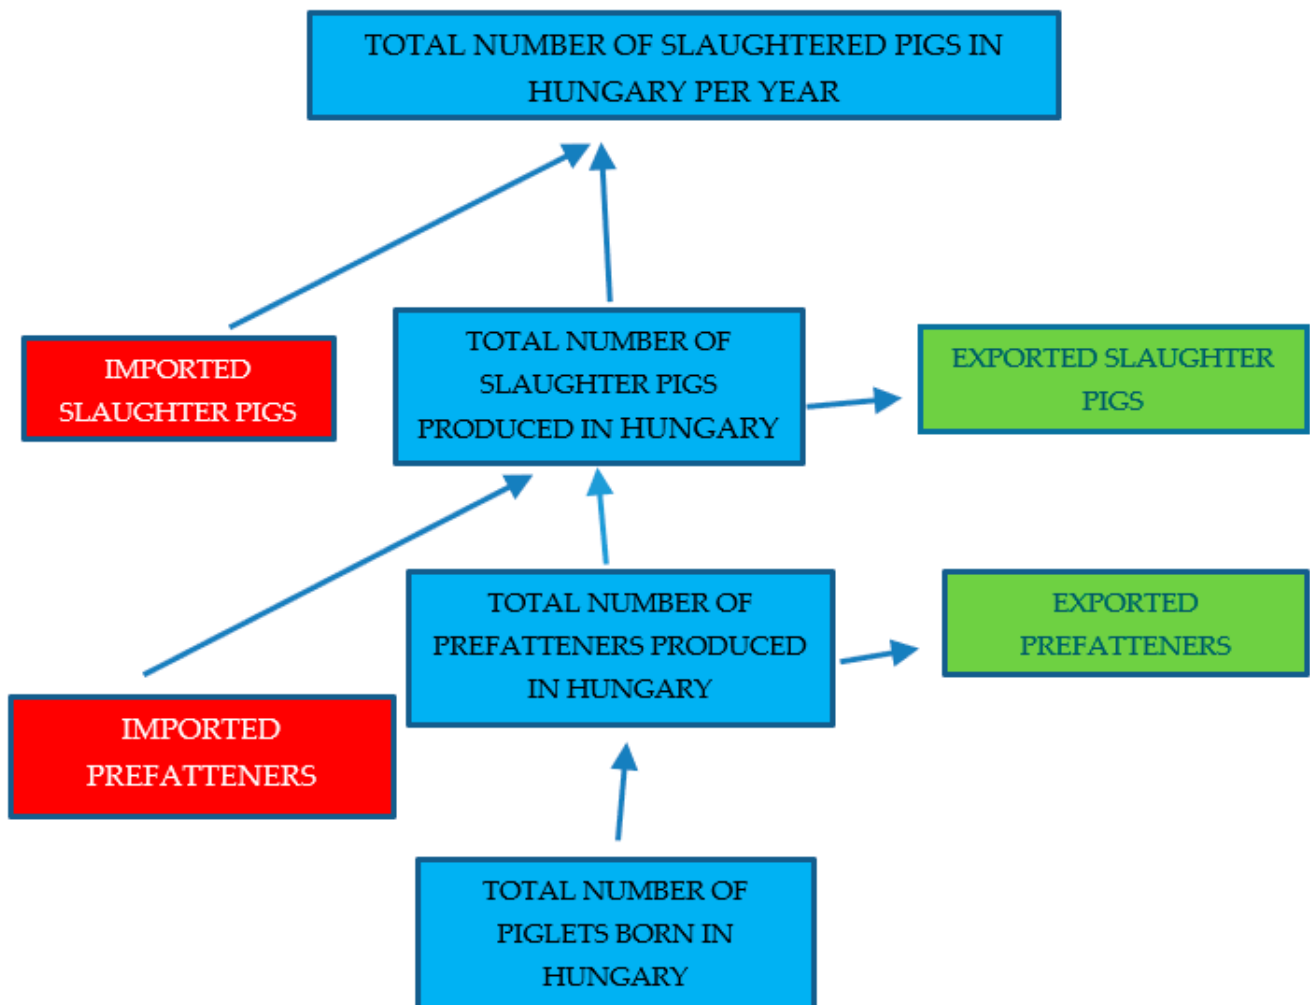 TOTAL NUMBER OF SLAUGHTERED PIGS IN
HUNGARY PER YEAR
IMPORTED
SLAUGHTER PIGS
TOTAL NUMBER OF
SLAUGHTER PIGS
PRODUCED IN HUNGARY
EXPORTED SLAUGHTER
PIGS
IMPORTED
PREFATTENERS
TOTAL NUMBER OF
PREFATTENERS PRODUCED
IN HUNGARY
EXPORTED
PREFATTENERS
TOTAL NUMBER OF
PIGLETS BORN IN
HUNGARY